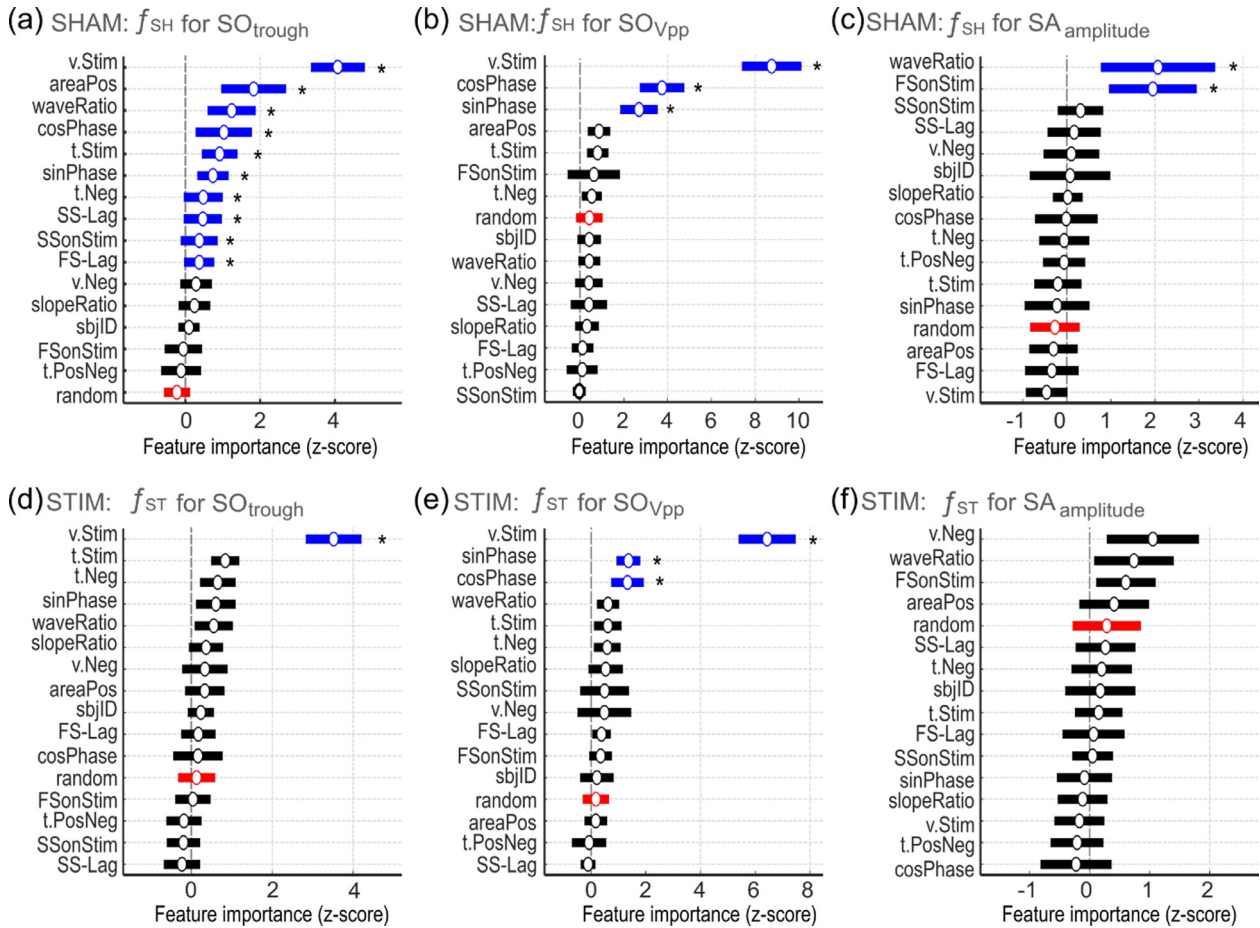 (a) SHAM: fSH for SOtrough
v.Stim *
areaPos *
waveRatio *
cosPhase *
t.Stim *
sinPhase *
t.Neg *
SS-Lag *
SSonStim *
FS-Lag *
v.Neg
slopeRatio
sbjID
FSonStim
t.PosNeg
random
0 2 4
Feature importance (z-score)
(b) SHAM: fSH for SOVpp
v.Stim *
cosPhase *
sinPhase *
areaPos
t.Stim
FSonStim
t.Neg
random
sbjID
waveRatio
v.Neg
SS-Lag
slopeRatio
FS-Lag
t.PosNeg
SSonStim
0 2 4 6 8 10
Feature importance (z-score)
(c) SHAM: fSH for SAamplitude
waveRatio *
FSonStim *
SSonStim
SS-Lag
v.Neg
sbjID
slopeRatio
cosPhase
t.Neg
t.PosNeg
t.Stim
sinPhase
random
areaPos
FS-Lag
v.Stim
-1 0 1 2 3 4
Feature importance (z-score)
(d) STIM: fST for SOtrough
v.Stim *
t.Stim
t.Neg
sinPhase
waveRatio
slopeRatio
v.Neg
areaPos
sbjID
FS-Lag
cosPhase
random
FSonStim
t.PosNeg
SSonStim
SS-Lag
0 2 4
Feature importance (z-score)
(e) STIM: fST for SOVpp
v.Stim *
sinPhase *
cosPhase *
waveRatio
t.Stim
t.Neg
slopeRatio
SSonStim
v.Neg
FS-Lag
FSonStim
sbjID
random
areaPos
t.PosNeg
SS-Lag
0 2 4 6 8
Feature importance (z-score)
(f) STIM: fST for SAamplitude
v.Neg
waveRatio
FSonStim
areaPos
random
SS-Lag
t.Neg
sbjID
t.Stim
FS-Lag
SSonStim
sinPhase
slopeRatio
v.Stim
t.PosNeg
cosPhase
-1 0 1 2
Feature importance (z-score)